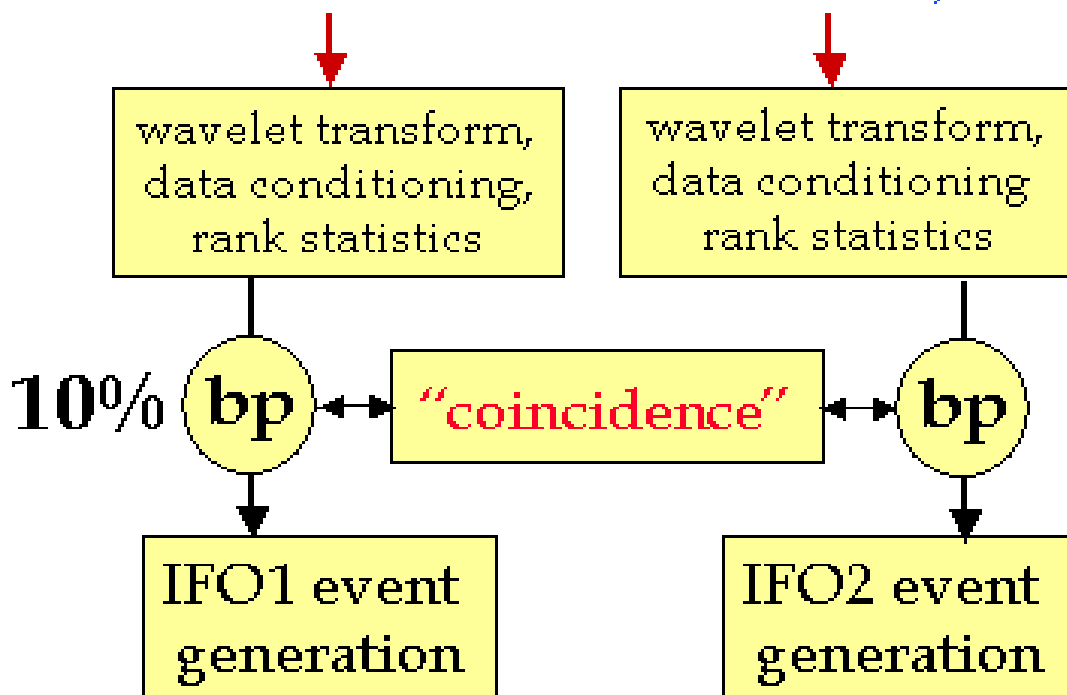 wavelet transform,
data conditioning,
rank statistics
wavelet transform,
data conditioning
rank statistics
10%
bp
“coincidence”
bp
IFO1 event
generation
IFO2 event
generation